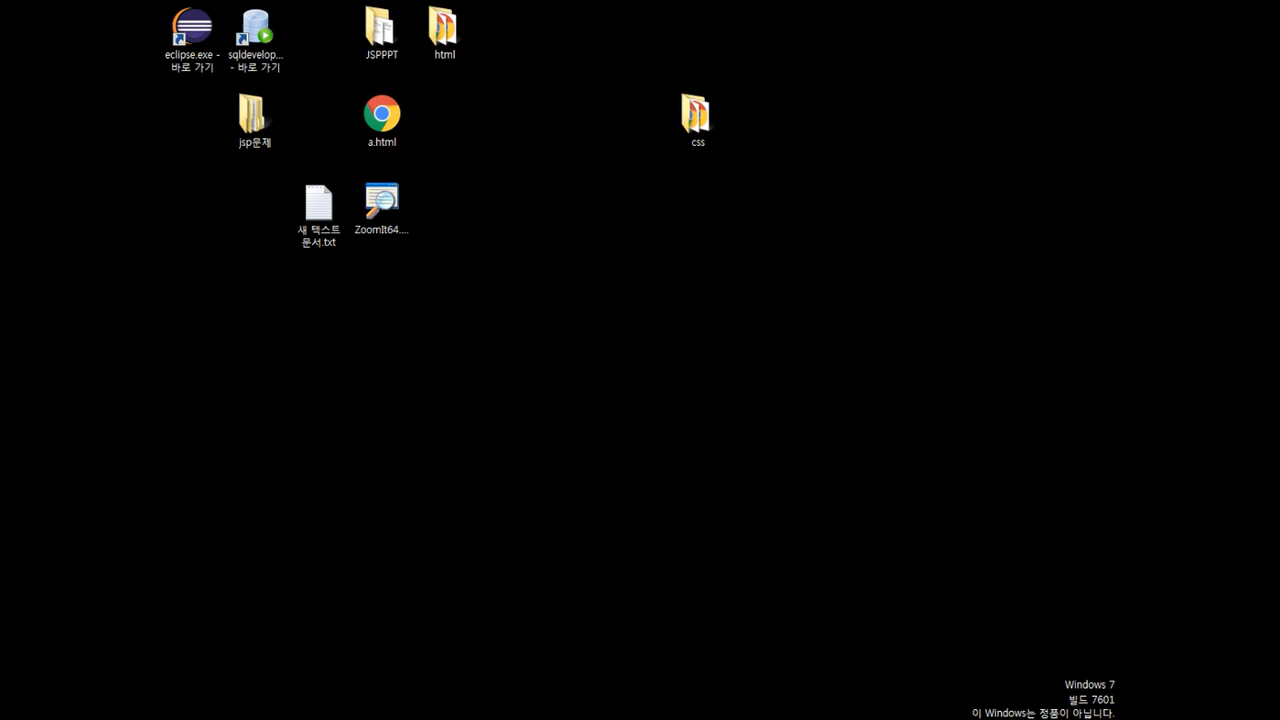 eclipse.exe -
바로 가기
sqldevelop...
- 바로 가기
JSPPPT
html
jsp문제
a.html
css
새 텍스트
문서.txt
ZoomIt64....
Windows 7
빌드 7601
이 Windows는 정품이 아닙니다.